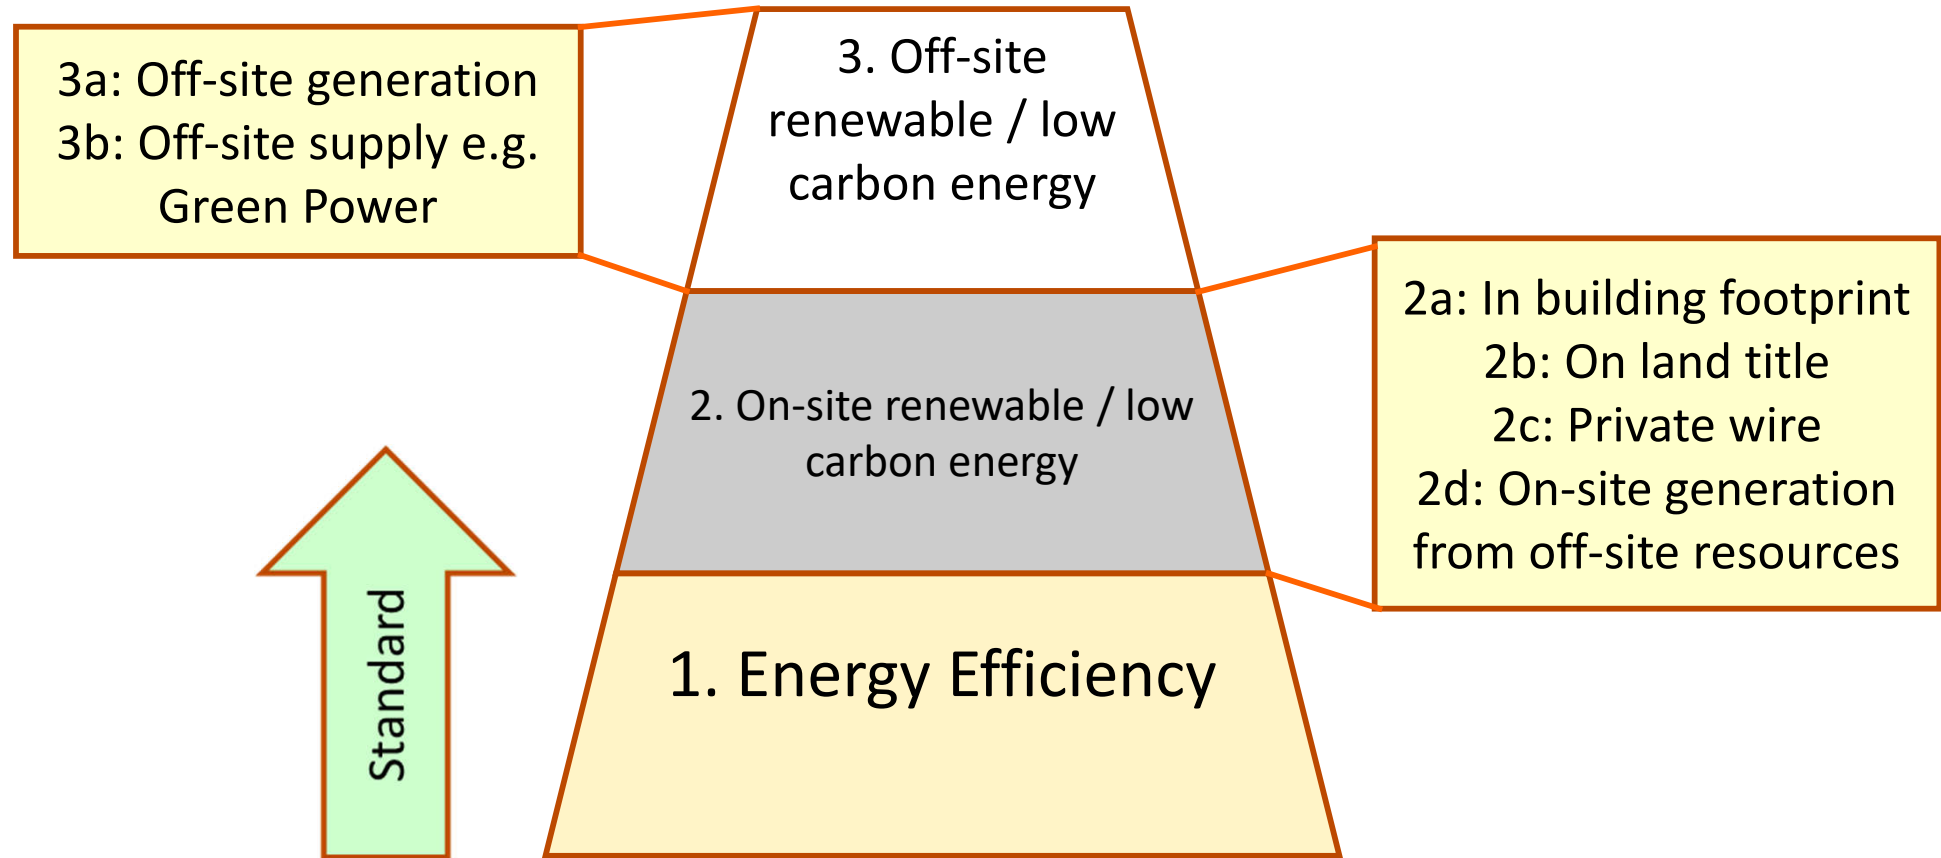 3a: Off-site generation
3b: Off-site supply e.g.
Green Power
3. Off-site
renewable / low
carbon energy
2a: In building footprint
2b: On land title
2c: Private wire
2d: On-site generation
from off-site resources
2. On-site renewable / low
carbon energy
Standard
1. Energy Efficiency